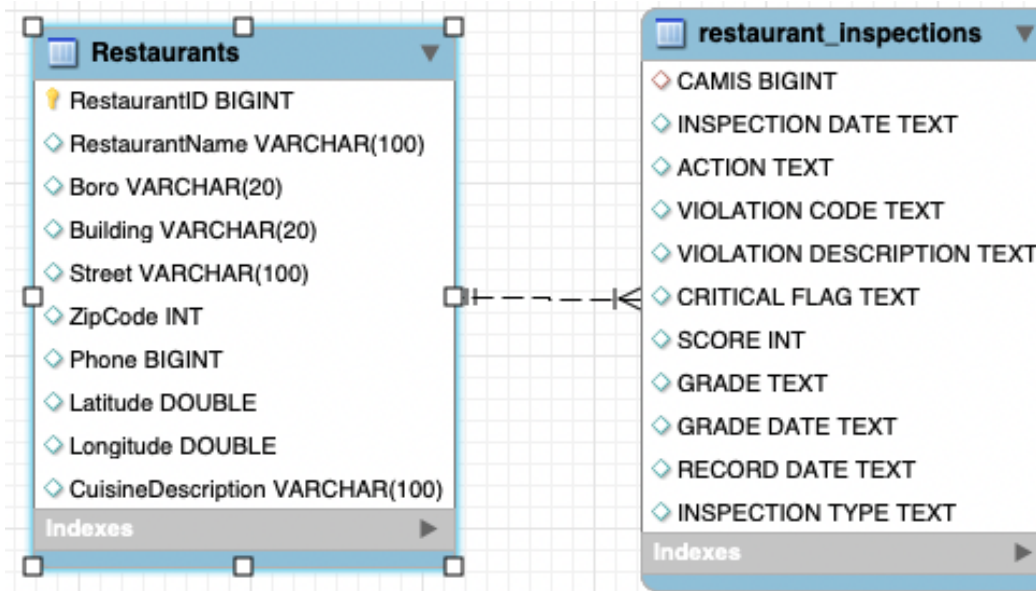 Restaurants
RestaurantID BIGINT
RestaurantName VARCHAR(100)
Boro VARCHAR(20)
Building VARCHAR(20)
Street VARCHAR(100)
ZipCode INT
Phone BIGINT
Latitude DOUBLE
Longitude DOUBLE
CuisineDescription VARCHAR(100)
Indexes
restaurant_inspections
CAMIS BIGINT
INSPECTION DATE TEXT
ACTION TEXT
VIOLATION CODE TEXT
VIOLATION DESCRIPTION TEXT
CRITICAL FLAG TEXT
SCORE INT
GRADE TEXT
GRADE DATE TEXT
RECORD DATE TEXT
INSPECTION TYPE TEXT
Indexes